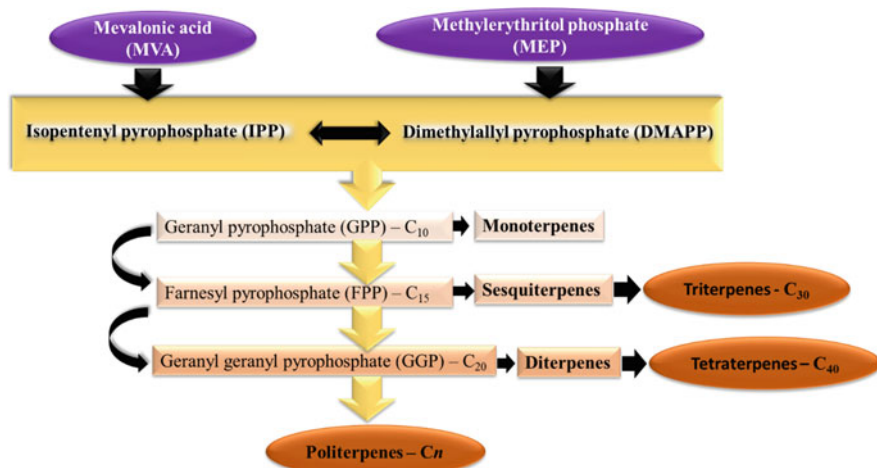 Mevalonic acid
(MVA)
Methylerythritol phosphate
(MEP)
Isopentenyl pyrophosphate (IPP)
Dimethylallyl pyrophosphate (DMAPP)
Geranyl pyrophosphate (GPP) – C10
Monoterpenes
Farnesyl pyrophosphate (FPP) – C15
Sesquiterpenes
Triterpenes - C30
Geranyl geranyl pyrophosphate (GGP) – C20
Diterpenes
Tetraterpenes – C40
Politerpenes – Cn